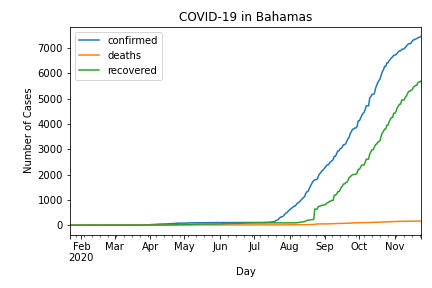 COVID-19 in Bahamas
confirmed
deaths
recovered
Number of Cases
7000
6000
5000
4000
3000
2000
1000
0
Feb Mar Apr May Jun Jul Aug Sep Oct Nov
2020
Day